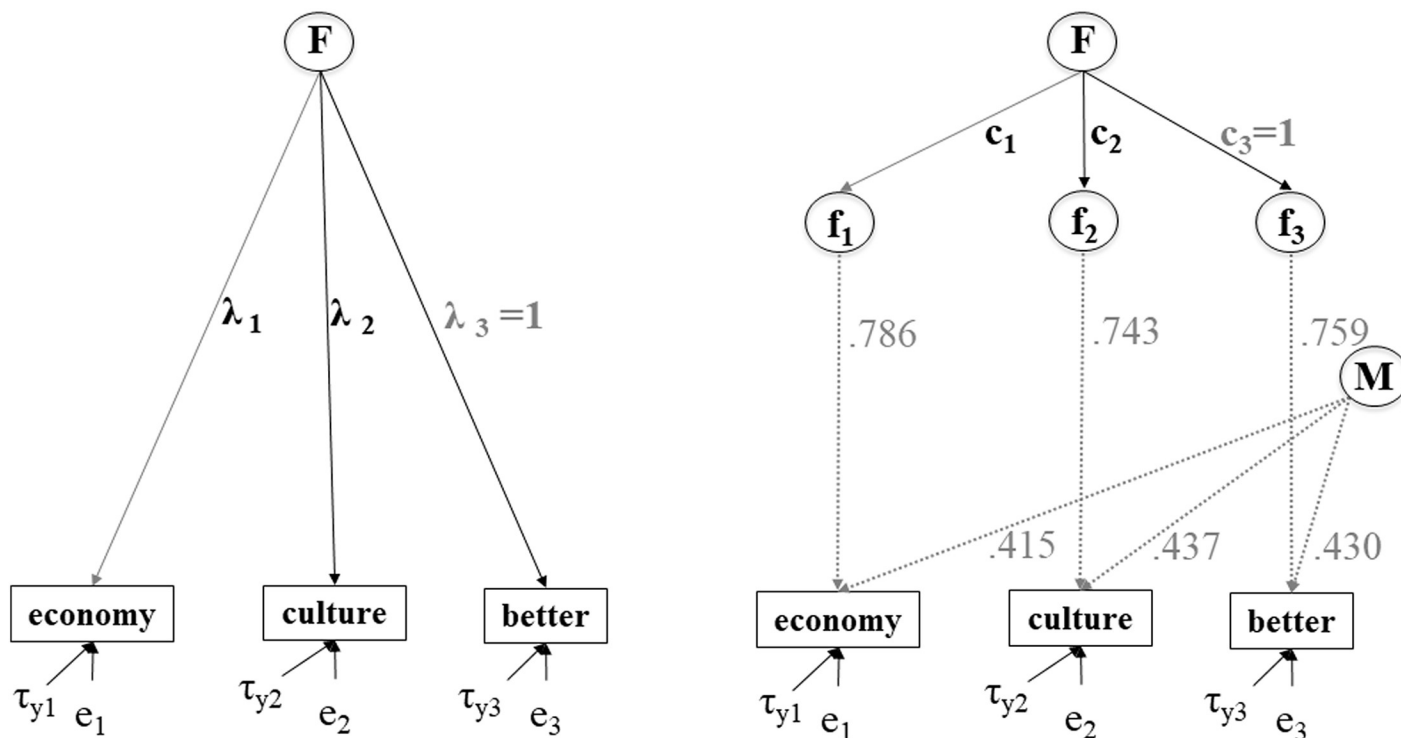 F
λ 1
λ 2
λ 3 =1
economy
culture
better
τy1
e1
τy2
e2
τy3
e3
F
c1
c2
c3=1
f1
f2
f3
.786
.743
.759
M
.415
.437
.430
economy
culture
better
τy1
e1
τy2
e2
τy3
e3